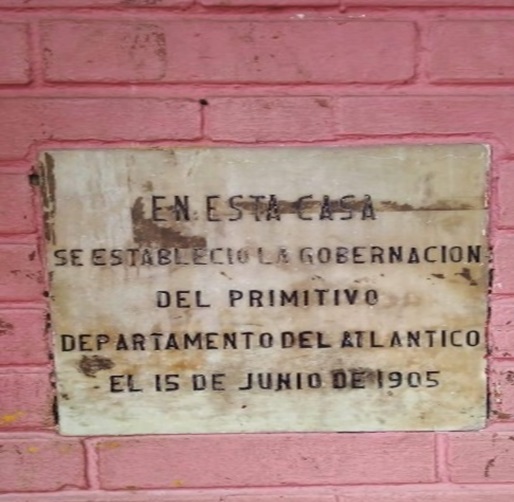 EN ESTA CASA
SE ESTABLECIO LA GOBERNACION
DEL PRIMITIVO
DEPARTAMENTO DEL ATLANTICO
EL 15 DE JUNIO DE 1905